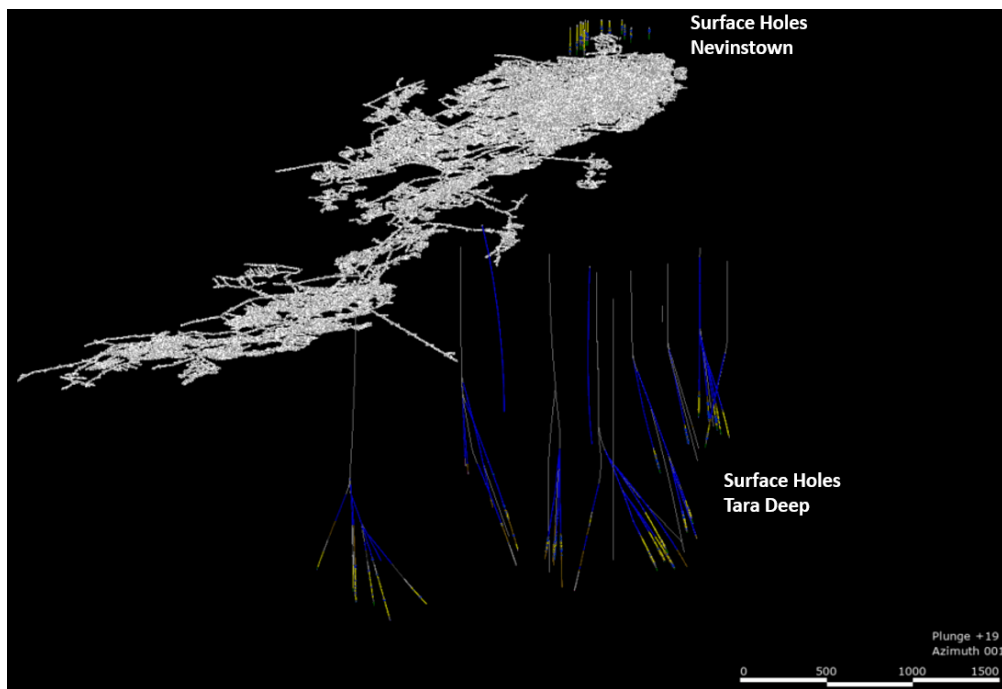 Surface Holes
Nevinstown
Surface Holes
Tara Deep
Plunge +19
Azimuth 001
0 500 1000 1500